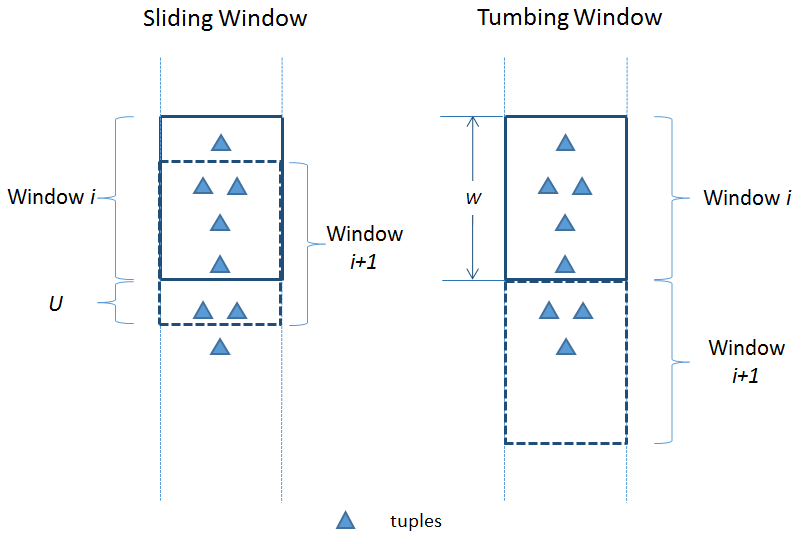 Sliding Window
Tumbing Window
Window i
Window
i+1
U
w
Window i
Window
i+1
tuples